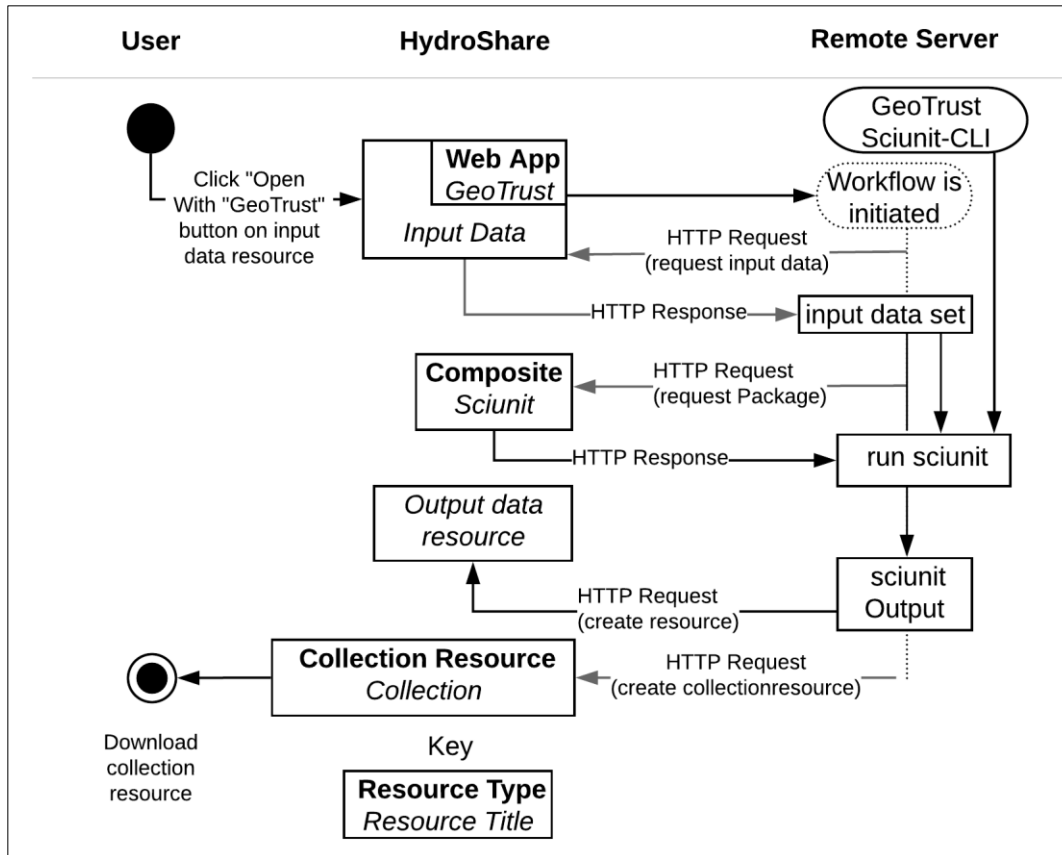 User
HydroShare
Remote Server
GeoTrust
Sciunit-CLI
Click "Open
With "GeoTrust"
button on input
data resource
Web App
GeoTrust
Input Data
Workflow is
initiated
HTTP Request
(request input data)
HTTP Response
input data set
Composite
Sciunit
HTTP Request
(request Package)
HTTP Response
run sciunit
Output data
resource
sciunit
Output
HTTP Request
(create resource)
Collection Resource
Collection
HTTP Request
(create collectionresource)
Download
collection
resource
Key
Resource Type
Resource Title